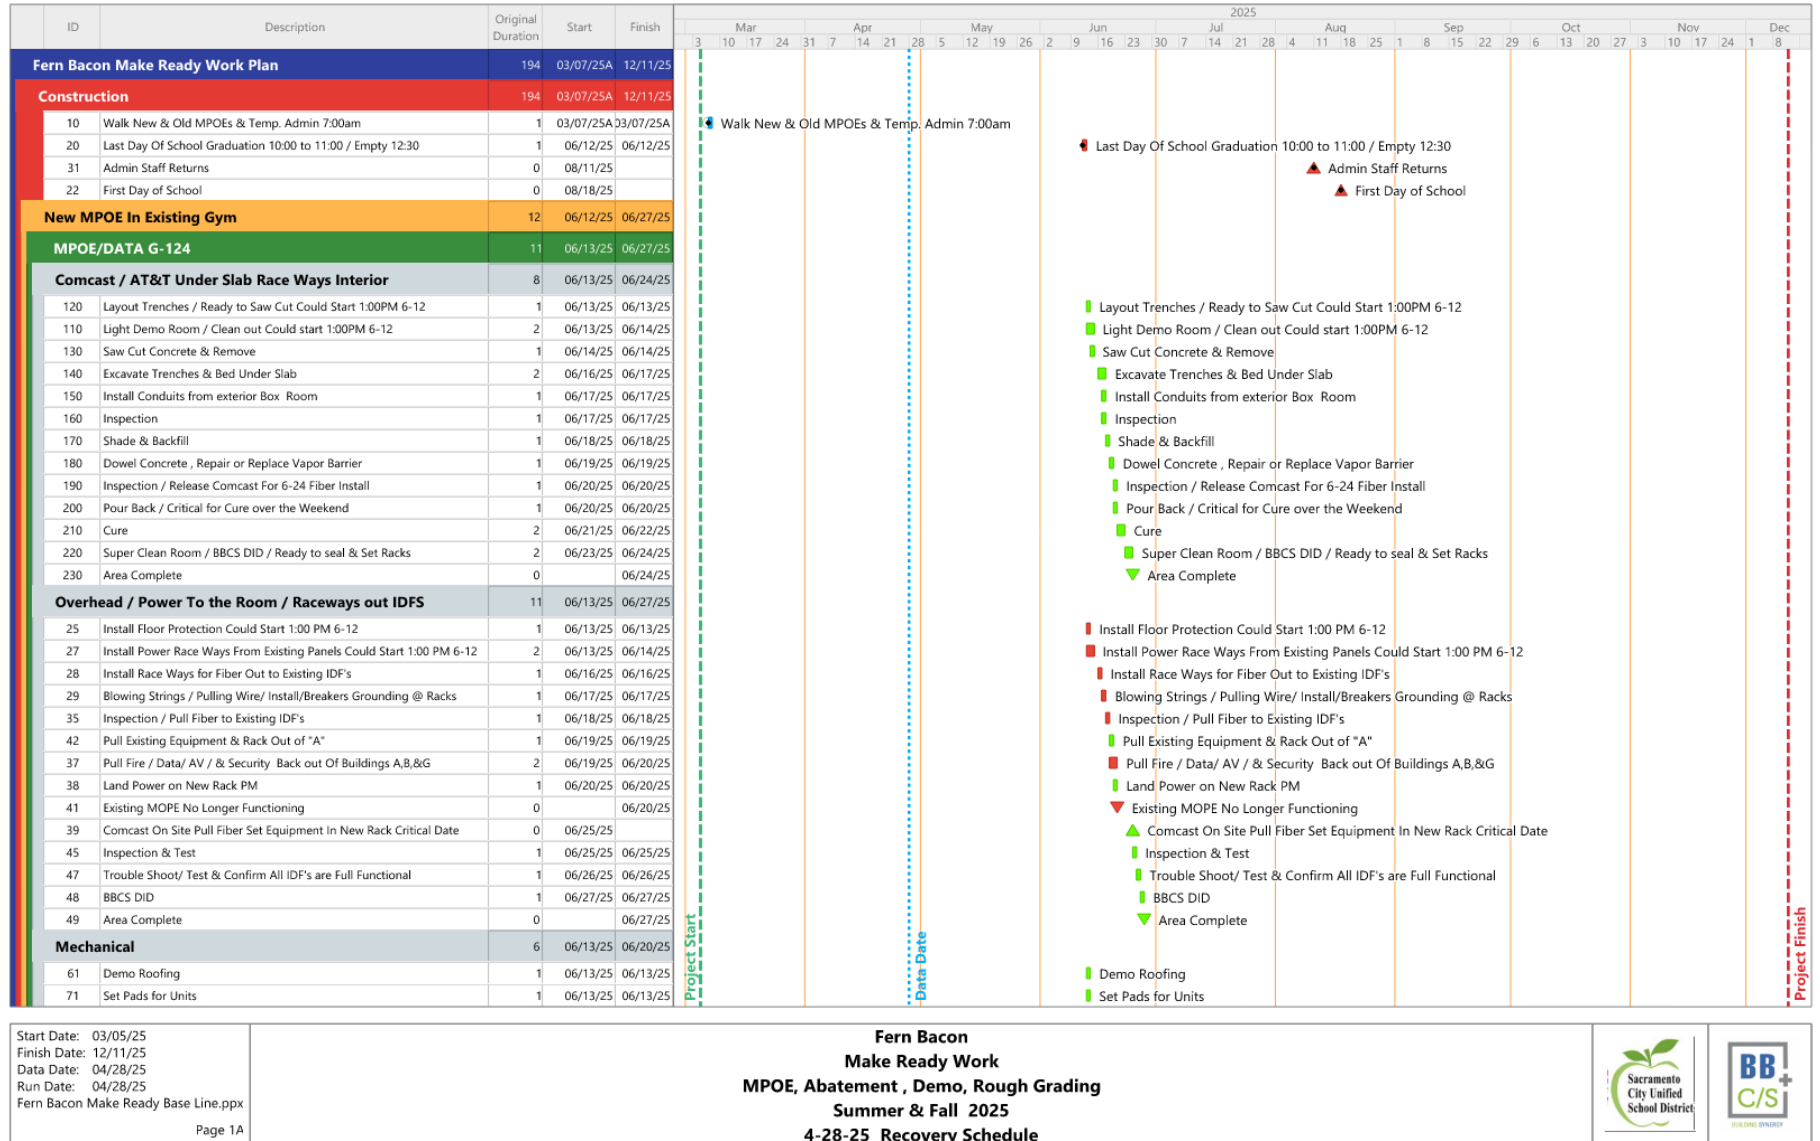 2025
ID Description Original Duration Start Finish Mar Apr May Jun Jul Aug Sep Oct Nov Dec
3 10 17 24 31 7 14 21 28 5 12 19 26 2 9 16 23 30 7 14 21 28 4 11 18 25 1 8 15 22 29 6 13 20 27 3 10 17 24 1 8
Fern Bacon Make Ready Work Plan 194 03/07/25A 12/11/25
Construction 194 03/07/25A 12/11/25
10 Walk New & Old MPOEs & Temp. Admin 7:00am 1 03/07/25A 03/07/25A Walk New & Old MPOEs & Temp. Admin 7:00am
20 Last Day Of School Graduation 10:00 to 11:00 / Empty 12:30 1 06/12/25 06/12/25 Last Day Of School Graduation 10:00 to 11:00 / Empty 12:30
31 Admin Staff Returns 0 08/11/25 Admin Staff Returns
22 First Day of School 0 08/18/25 First Day of School
New MPOE In Existing Gym 12 06/12/25 06/27/25
MPOE/DATA G-124 11 06/13/25 06/27/25
Comcast / AT&T Under Slab Race Ways Interior 8 06/13/25 06/24/25
120 Layout Trenches / Ready to Saw Cut Could Start 1:00PM 6-12 1 06/13/25 06/13/25 Layout Trenches / Ready to Saw Cut Could Start 1:00PM 6-12
110 Light Demo Room / Clean out Could start 1:00PM 6-12 2 06/13/25 06/14/25 Light Demo Room / Clean out Could start 1:00PM 6-12
130 Saw Cut Concrete & Remove 1 06/14/25 06/14/25 Saw Cut Concrete & Remove
140 Excavate Trenches & Bed Under Slab 2 06/16/25 06/17/25 Excavate Trenches & Bed Under Slab
150 Install Conduits from exterior Box Room 1 06/17/25 06/17/25 Install Conduits from exterior Box Room
160 Inspection 1 06/17/25 06/17/25 Inspection
170 Shade & Backfill 1 06/18/25 06/18/25 Shade & Backfill
180 Dowel Concrete , Repair or Replace Vapor Barrier 1 06/19/25 06/19/25 Dowel Concrete , Repair or Replace Vapor Barrier
190 Inspection / Release Comcast For 6-24 Fiber Install 1 06/20/25 06/20/25 Inspection / Release Comcast For 6-24 Fiber Install
200 Pour Back / Critical for Cure over the Weekend 1 06/20/25 06/20/25 Pour Back / Critical for Cure over the Weekend
210 Cure 2 06/21/25 06/22/25 Cure
220 Super Clean Room / BBCS DID / Ready to seal & Set Racks 2 06/23/25 06/24/25 Super Clean Room / BBCS DID / Ready to seal & Set Racks
230 Area Complete 0 06/24/25 Area Complete
Overhead / Power To the Room / Raceways out IDFS 11 06/13/25 06/27/25
25 Install Floor Protection Could Start 1:00 PM 6-12 1 06/13/25 06/13/25 Install Floor Protection Could Start 1:00 PM 6-12
27 Install Power Race Ways From Existing Panels Could Start 1:00 PM 6-12 2 06/13/25 06/14/25 Install Power Race Ways From Existing Panels Could Start 1:00 PM 6-12
28 Install Race Ways for Fiber Out to Existing IDF's 1 06/16/25 06/16/25 Install Race Ways for Fiber Out to Existing IDF's
29 Blowing Strings / Pulling Wire/ Install/Breakers Grounding @ Racks 1 06/17/25 06/17/25 Blowing Strings / Pulling Wire/ Install/Breakers Grounding @ Racks
35 Inspection / Pull Fiber to Existing IDF's 1 06/18/25 06/18/25 Inspection / Pull Fiber to Existing IDF's
42 Pull Existing Equipment & Rack Out of "A" 1 06/19/25 06/19/25 Pull Existing Equipment & Rack Out of "A"
37 Pull Fire / Data/ AV / & Security Back out Of Buildings A,B,&G 2 06/19/25 06/20/25 Pull Fire / Data/ AV / & Security Back out Of Buildings A,B,&G
38 Land Power on New Rack PM 1 06/20/25 06/20/25 Land Power on New Rack PM
41 Existing MOPE No Longer Functioning 0 06/20/25 Existing MOPE No Longer Functioning
39 Comcast On Site Pull Fiber Set Equipment In New Rack Critical Date 0 06/25/25 Comcast On Site Pull Fiber Set Equipment In New Rack Critical Date
45 Inspection & Test 1 06/25/25 06/25/25 Inspection & Test
47 Trouble Shoot/ Test & Confirm All IDF's are Full Functional 1 06/26/25 06/26/25 Trouble Shoot/ Test & Confirm All IDF's are Full Functional
48 BBCS DID 1 06/27/25 06/27/25 BBCS DID
49 Area Complete 0 06/27/25 Area Complete
Mechanical 6 06/13/25 06/20/25
61 Demo Roofing 1 06/13/25 06/13/25 Demo Roofing
71 Set Pads for Units 1 06/13/25 06/13/25 Set Pads for Units
Project Start
Data Date
Project Finish
Start Date: 03/05/25
Finish Date: 12/11/25
Data Date: 04/28/25
Run Date: 04/28/25
Fern Bacon Make Ready Base Line.ppx
Page 1A
Fern Bacon
Make Ready Work
MPOE, Abatement , Demo, Rough Grading
Summer & Fall 2025
4-28-25 Recovery Schedule
Sacramento
City Unified
School District
BB
+
C/S
BUILDING SYNERGY